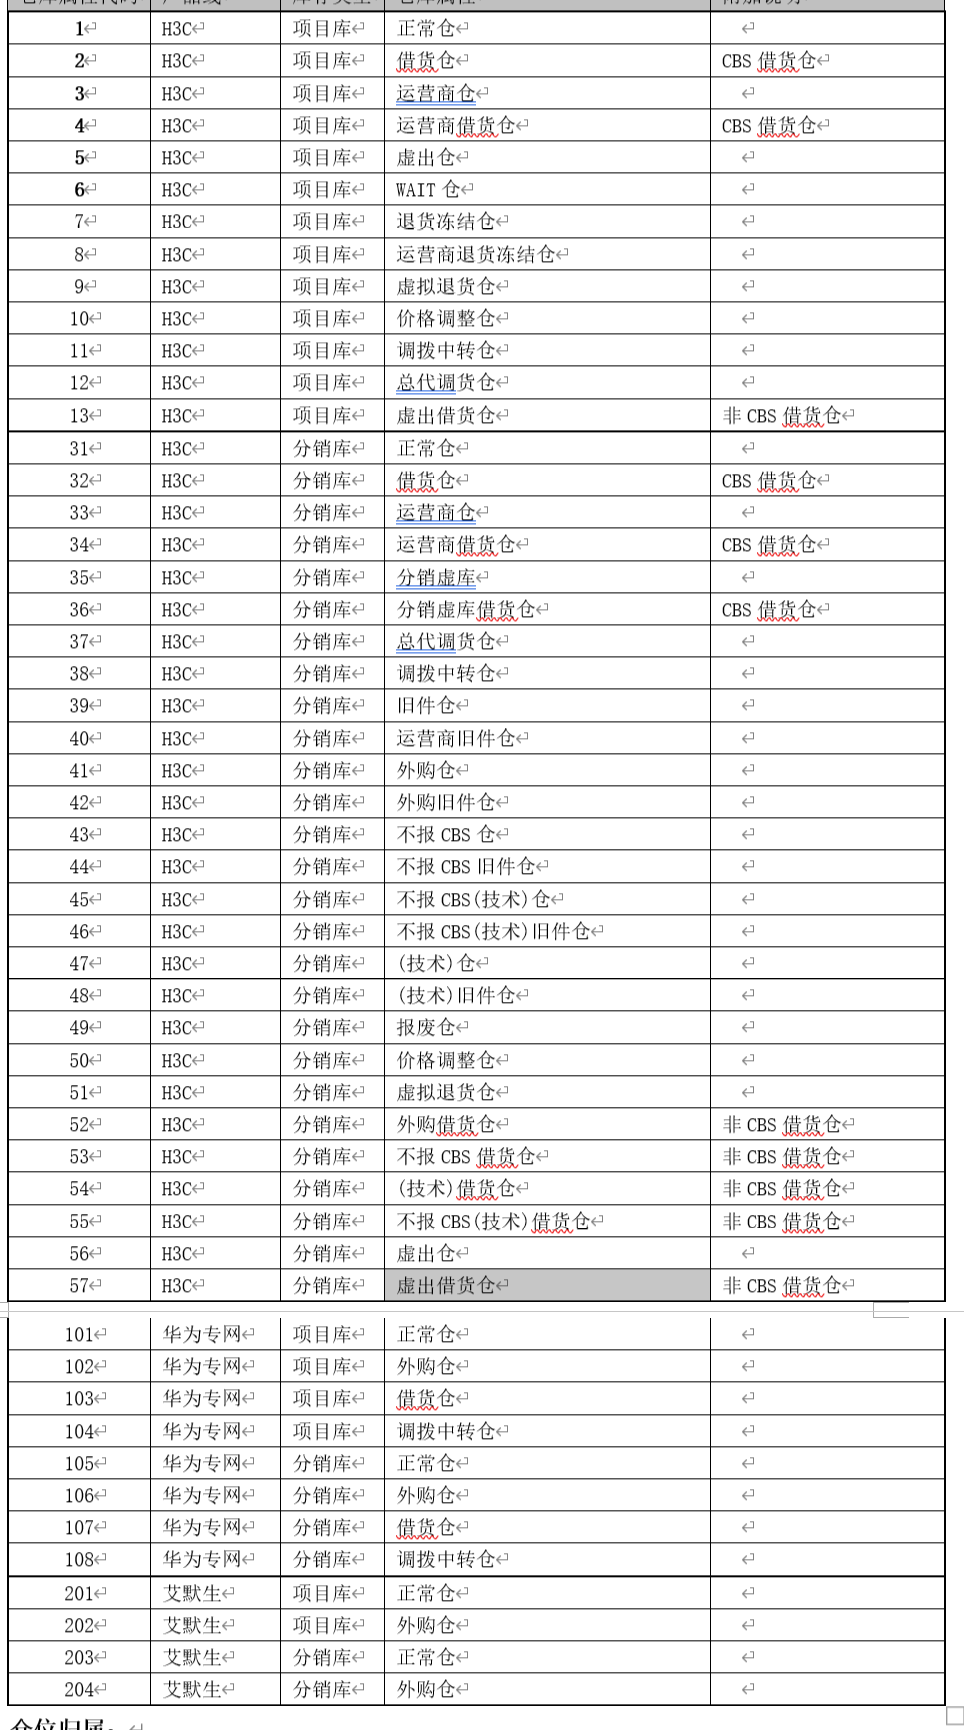 仓库属性代码 产品线 库存类型 仓库属性 附加说明
1 H3C 项目库 正常仓
2 H3C 项目库 借货仓 CBS 借货仓
3 H3C 项目库 运营商仓
4 H3C 项目库 运营商借货仓 CBS 借货仓
5 H3C 项目库 虚出仓
6 H3C 项目库 WAIT 仓
7 H3C 项目库 退货冻结仓
8 H3C 项目库 运营商退货冻结仓
9 H3C 项目库 虚拟退货仓
10 H3C 项目库 价格调整仓
11 H3C 项目库 调拨中转仓
12 H3C 项目库 总代调货仓
13 H3C 项目库 虚出借货仓 非 CBS 借货仓
31 H3C 分销库 正常仓
32 H3C 分销库 借货仓 CBS 借货仓
33 H3C 分销库 运营商仓
34 H3C 分销库 运营商借货仓 CBS 借货仓
35 H3C 分销库 分销虚库
36 H3C 分销库 分销虚库借货仓 CBS 借货仓
37 H3C 分销库 总代调货仓
38 H3C 分销库 调拨中转仓
39 H3C 分销库 旧件仓
40 H3C 分销库 运营商旧件仓
41 H3C 分销库 外购仓
42 H3C 分销库 外购旧件仓
43 H3C 分销库 不报 CBS 仓
44 H3C 分销库 不报 CBS 旧件仓
45 H3C 分销库 不报 CBS(技术)仓
46 H3C 分销库 不报 CBS(技术)旧件仓
47 H3C 分销库 (技术)仓
48 H3C 分销库 (技术)旧件仓
49 H3C 分销库 报废仓
50 H3C 分销库 价格调整仓
51 H3C 分销库 虚拟退货仓
52 H3C 分销库 外购借货仓 非 CBS 借货仓
53 H3C 分销库 不报 CBS 借货仓 非 CBS 借货仓
54 H3C 分销库 (技术)借货仓 非 CBS 借货仓
55 H3C 分销库 不报 CBS(技术)借货仓 非 CBS 借货仓
56 H3C 分销库 虚出仓
57 H3C 分销库 虚出借货仓 非 CBS 借货仓
101 华为专网 项目库 正常仓
102 华为专网 项目库 外购仓
103 华为专网 项目库 借货仓
104 华为专网 项目库 调拨中转仓
105 华为专网 分销库 正常仓
106 华为专网 分销库 外购仓
107 华为专网 分销库 借货仓
108 华为专网 分销库 调拨中转仓
201 艾默生 项目库 正常仓
202 艾默生 项目库 外购仓
203 艾默生 分销库 正常仓
204 艾默生 分销库 外购仓
仓位归属: